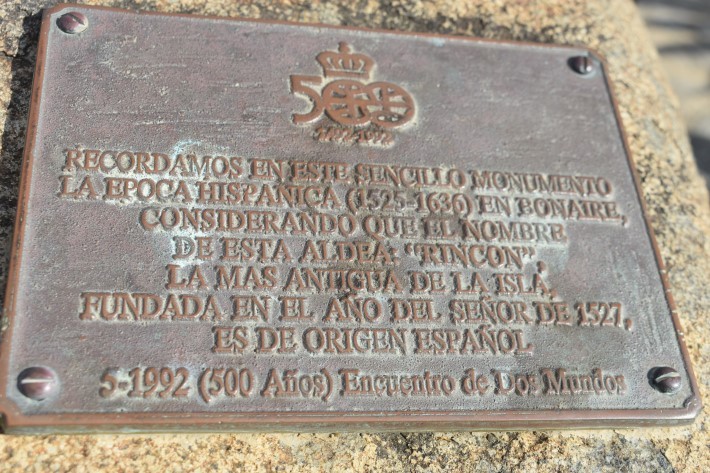 500
1492-1992
RECORDAMOS EN ESTE SENCILLO MONUMENTO
LA EPOCA HISPANICA (1525-1636) EN BONAIRE,
CONSIDERANDO QUE EL NOMBRE
DE ESTA ALDEA: "RINCON",
LA MAS ANTIGUA DE LA ISLA,
FUNDADA EN EL AÑO DEL SEÑOR DE 1527,
ES DE ORIGEN ESPAÑOL
5-1992 (500 Años) Encuentro de Dos Mundos